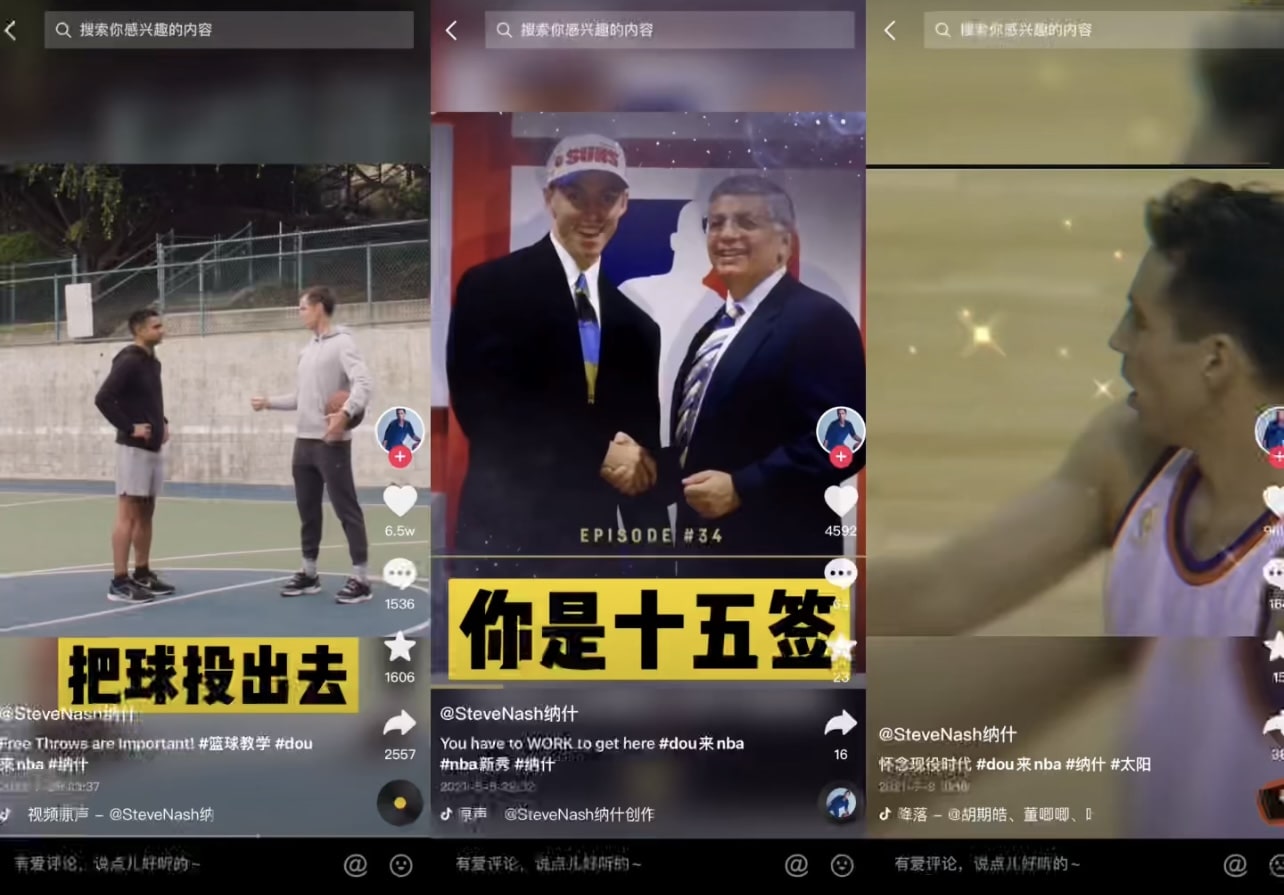 搜索你感兴趣的内容
把球投出去
6.5w
1536
1606
2557
@SteveNash纳什
Free Throws are Important! #篮球教学 #dou
来nba #纳什
视频原声 - @SteveNash纳
有爱评论，说点儿好听的~
搜索你感兴趣的内容
SUNS
EPISODE #34
你是十五签
4592
23
16
@SteveNash纳什
You have to WORK to get here #dou来nba
#nba新秀 #纳什
原声 @SteveNash纳什创作
有爱评论，说点儿好听的~
搜索你感兴趣的内容
@SteveNash纳什
怀念现役时代 #dou来nba #纳什 #太阳
降落 - @胡期皓、董唧唧、
有爱评论，说点儿好听的~